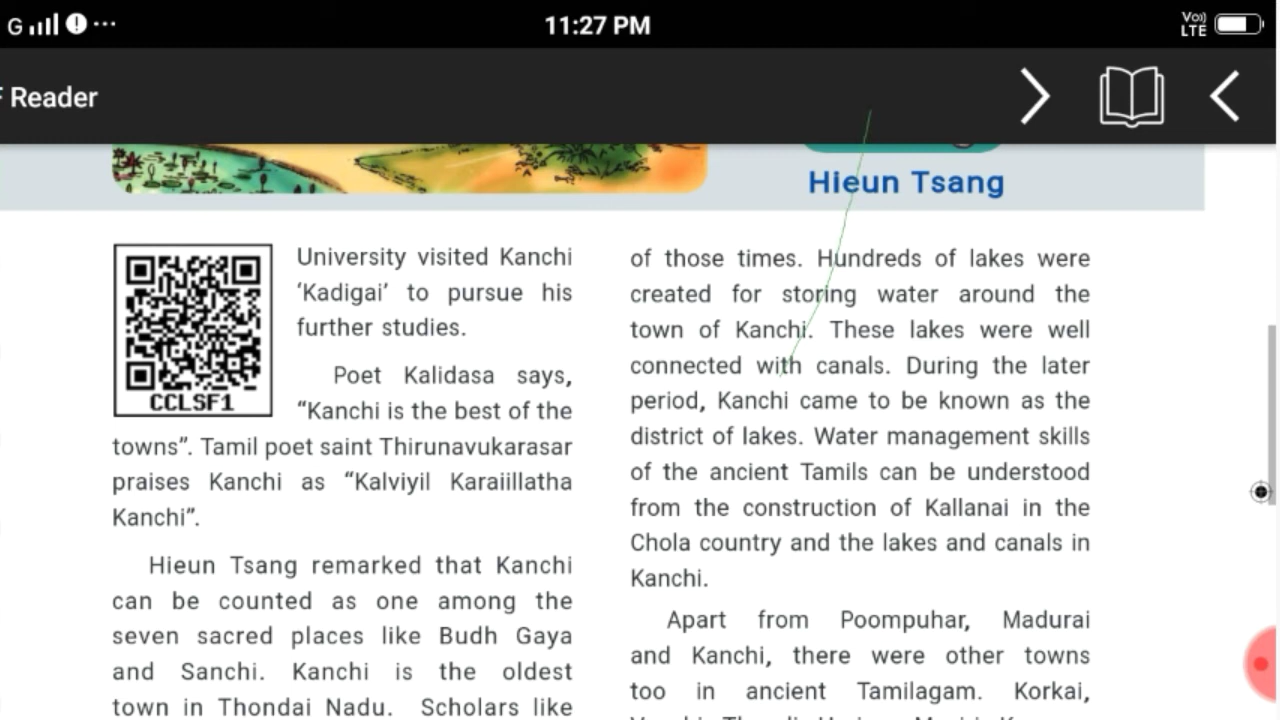 G
11:27 PM
Vo))
LTE
Reader
Hieun Tsang
CCLSF1
University visited Kanchi
‘Kadigai’ to pursue his
further studies.
Poet Kalidasa says,
“Kanchi is the best of the
towns”. Tamil poet saint Thirunavukarasar
praises Kanchi as “Kalviyil Karaiillatha
Kanchi”.
Hieun Tsang remarked that Kanchi
can be counted as one among the
seven sacred places like Budh Gaya
and Sanchi. Kanchi is the oldest
town in Thondai Nadu. Scholars like
of those times. Hundreds of lakes were
created for storing water around the
town of Kanchi. These lakes were well
connected with canals. During the later
period, Kanchi came to be known as the
district of lakes. Water management skills
of the ancient Tamils can be understood
from the construction of Kallanai in the
Chola country and the lakes and canals in
Kanchi.
Apart from Poompuhar, Madurai
and Kanchi, there were other towns
too in ancient Tamilagam. Korkai,